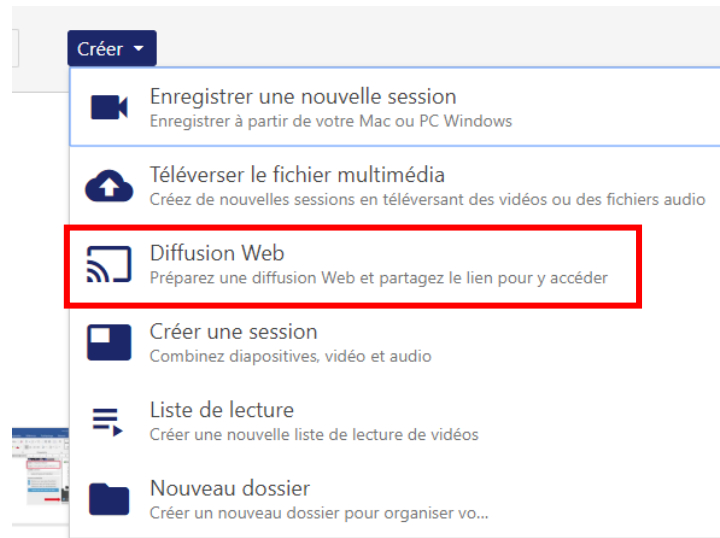 Créer
Enregistrer une nouvelle session
Enregistrer à partir de votre Mac ou PC Windows
Téléverser le fichier multimédia
Créez de nouvelles sessions en téléversant des vidéos ou des fichiers audio
Diffusion Web
Préparez une diffusion Web et partagez le lien pour y accéder
Créer une session
Combinez diapositives, vidéo et audio
Liste de lecture
Créer une nouvelle liste de lecture de vidéos
Nouveau dossier
Créer un nouveau dossier pour organiser vo...